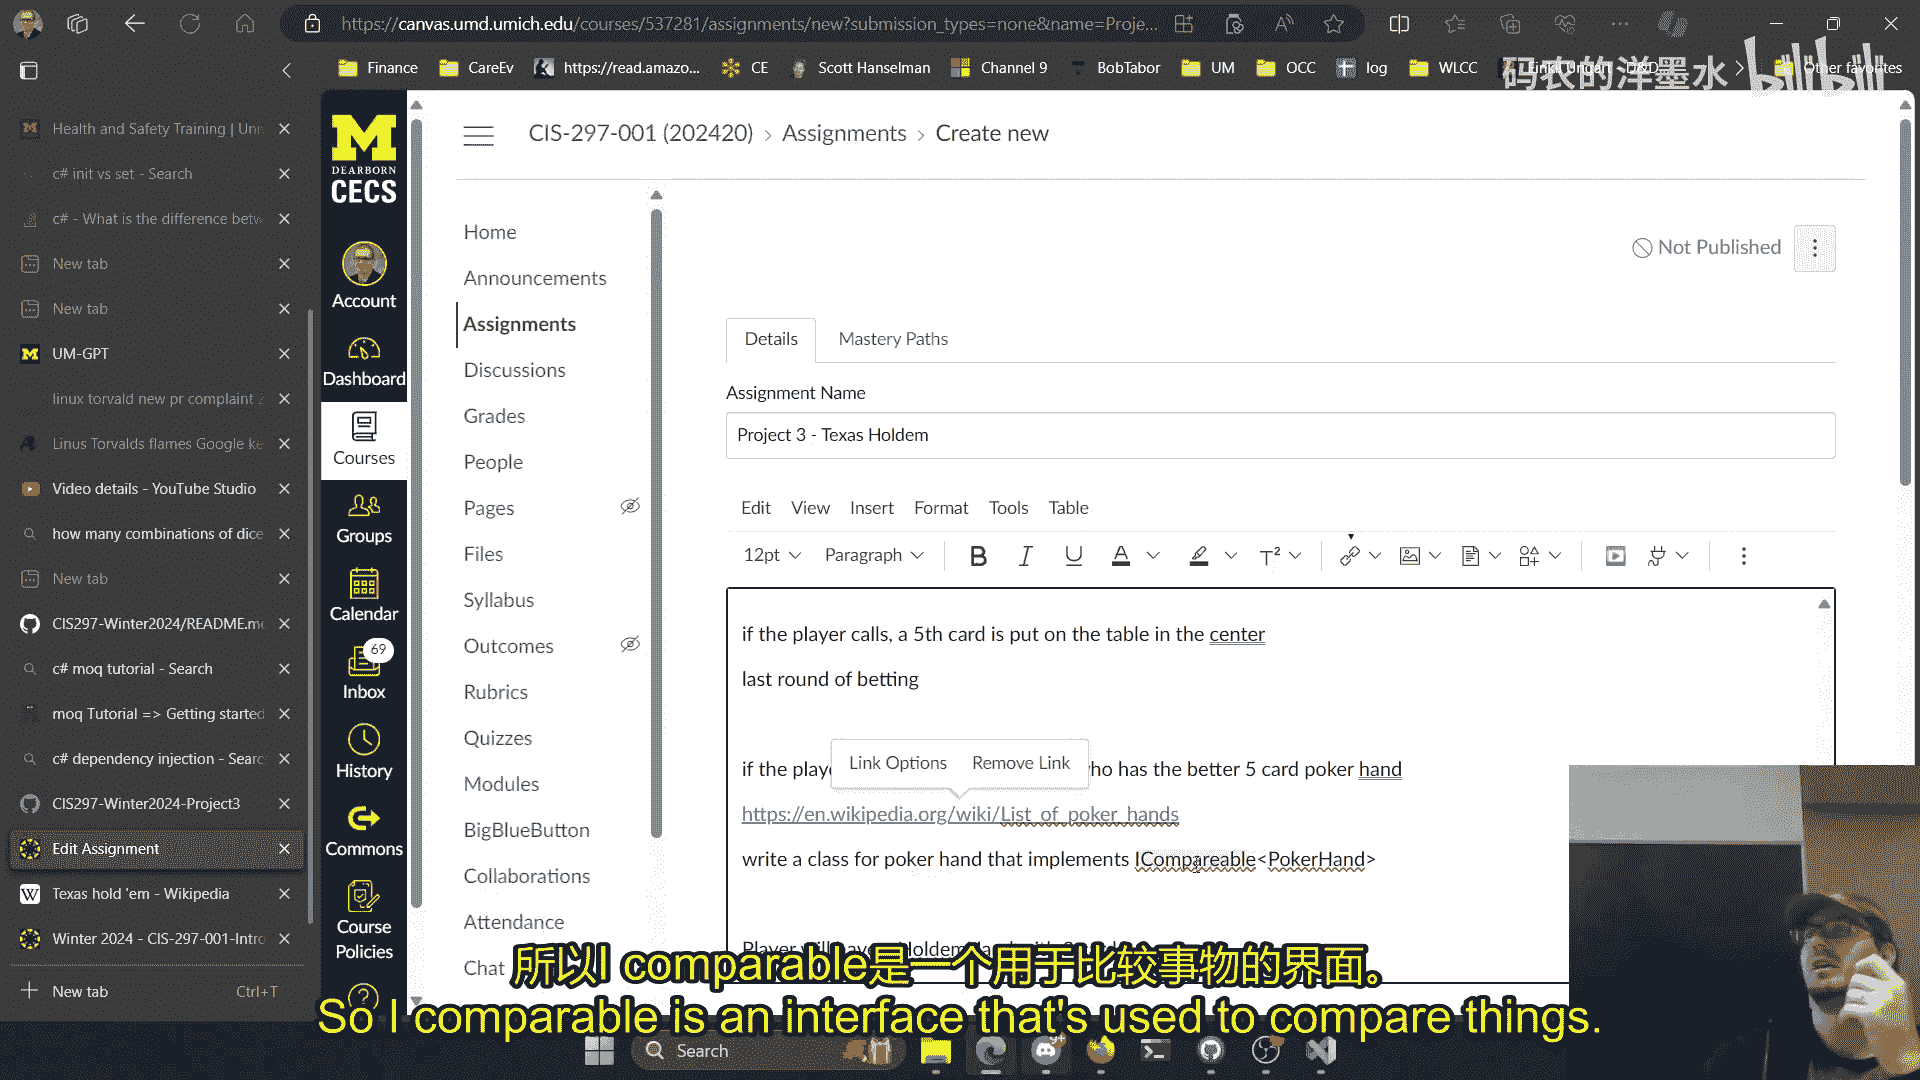 https://canvas.umd.umich.edu/courses/537281/assignments/new?submission_types=none&name=Proje...
Finance
CareEv
https://read.amazo...
CE
Scott Hanselman
Channel 9
BobTabor
UM
OCC
log
WLCC
Other favorites
码农的洋墨水
bilibili
Health and Safety Training | Uni
c# init vs set - Search
c# - What is the difference betw
New tab
New tab
UM-GPT
linux torvald new pr complaint
Linus Torvalds flames Google ke
Video details - YouTube Studio
how many combinations of dice
New tab
CIS297-Winter2024/README.m
c# moq tutorial - Search
moq Tutorial => Getting started
c# dependency injection - Searc
CIS297-Winter2024-Project3
Edit Assignment
Texas hold 'em - Wikipedia
Winter 2024 - CIS-297-001-Intro
New tab
Ctrl+T
M
DEARBORN
CECS
Account
Dashboard
Courses
Groups
Calendar
69
Inbox
History
Commons
Course
Policies
CIS-297-001 (202420) > Assignments > Create new
Home
Announcements
Assignments
Discussions
Grades
People
Pages
Files
Syllabus
Outcomes
Rubrics
Quizzes
Modules
BigBlueButton
Collaborations
Attendance
Chat
Not Published
Details
Mastery Paths
Assignment Name
Project 3 - Texas Holdem
Edit View Insert Format Tools Table
12pt Paragraph B I U A T²
if the player calls, a 5th card is put on the table in the center
last round of betting
Link Options Remove Link
if the playe
ho has the better 5 card poker hand
https://en.wikipedia.org/wiki/List_of_poker_hands
write a class for poker hand that implements ICompareable<PokerHand>
Player will
所以I comparable是一个用于比较事物的界面。
So I comparable is an interface that's used to compare things.
Search